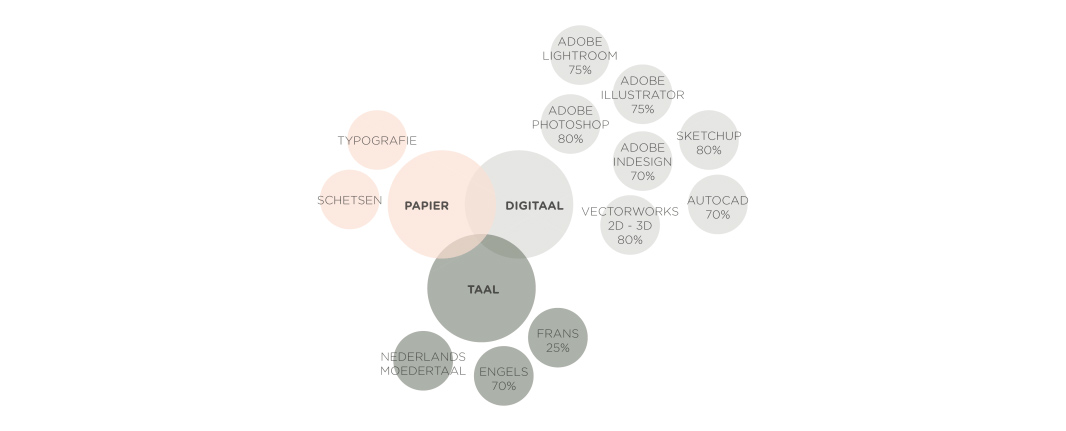 ADOBE
LIGHTROOM
75%
ADOBE
ILLUSTRATOR
75%
ADOBE
PHOTOSHOP
80%
SKETCHUP
80%
ADOBE
INDESIGN
70%
TYPOGRAFIE
SCHETSEN
PAPIER
DIGITAAL
AUTOCAD
70%
VECTORWORKS
2D - 3D
80%
TAAL
FRANS
25%
NEDERLANDS
MOEDERTAAL
ENGELS
70%